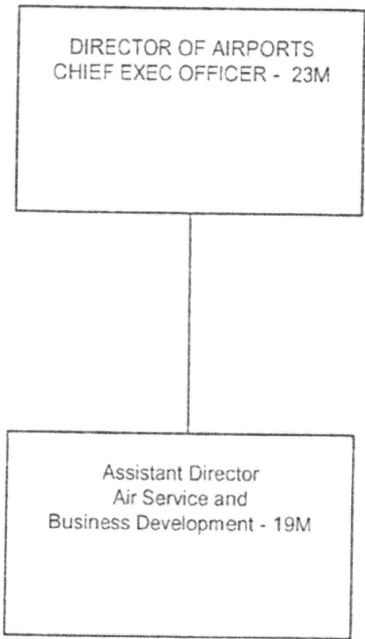 DIRECTOR OF AIRPORTS
CHIEF EXEC OFFICER - 23M
Assistant Director
Air Service and
Business Development - 19M